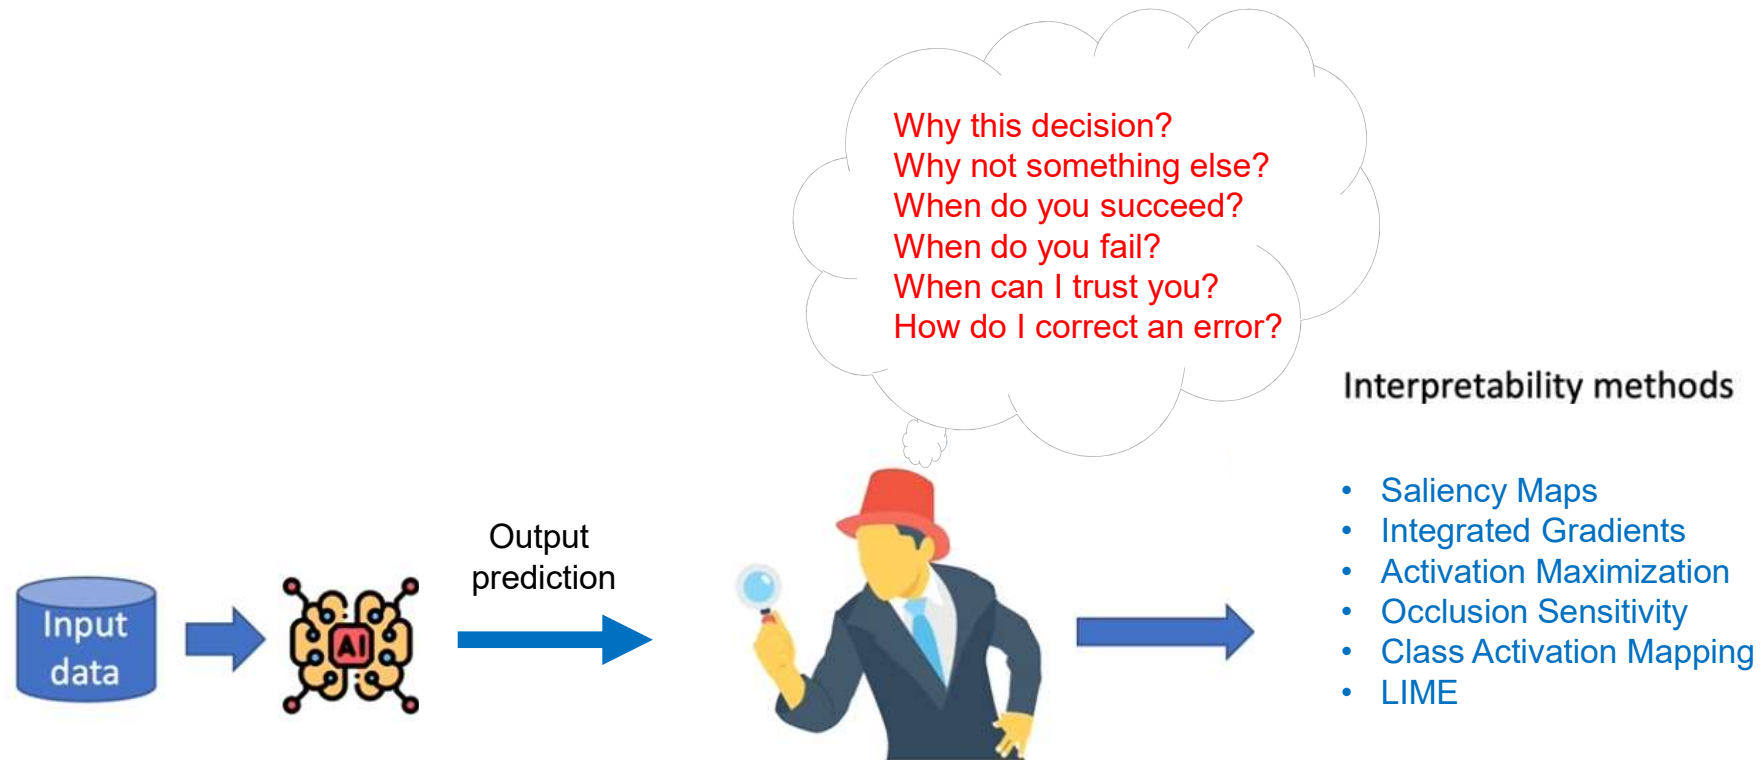 Why this decision?
Why not something else?
When do you succeed?
When do you fail?
When can I trust you?
How do I correct an error?
Interpretability methods
Output
prediction
Input
data
AI
• Saliency Maps
• Integrated Gradients
• Activation Maximization
• Occlusion Sensitivity
• Class Activation Mapping
• LIME